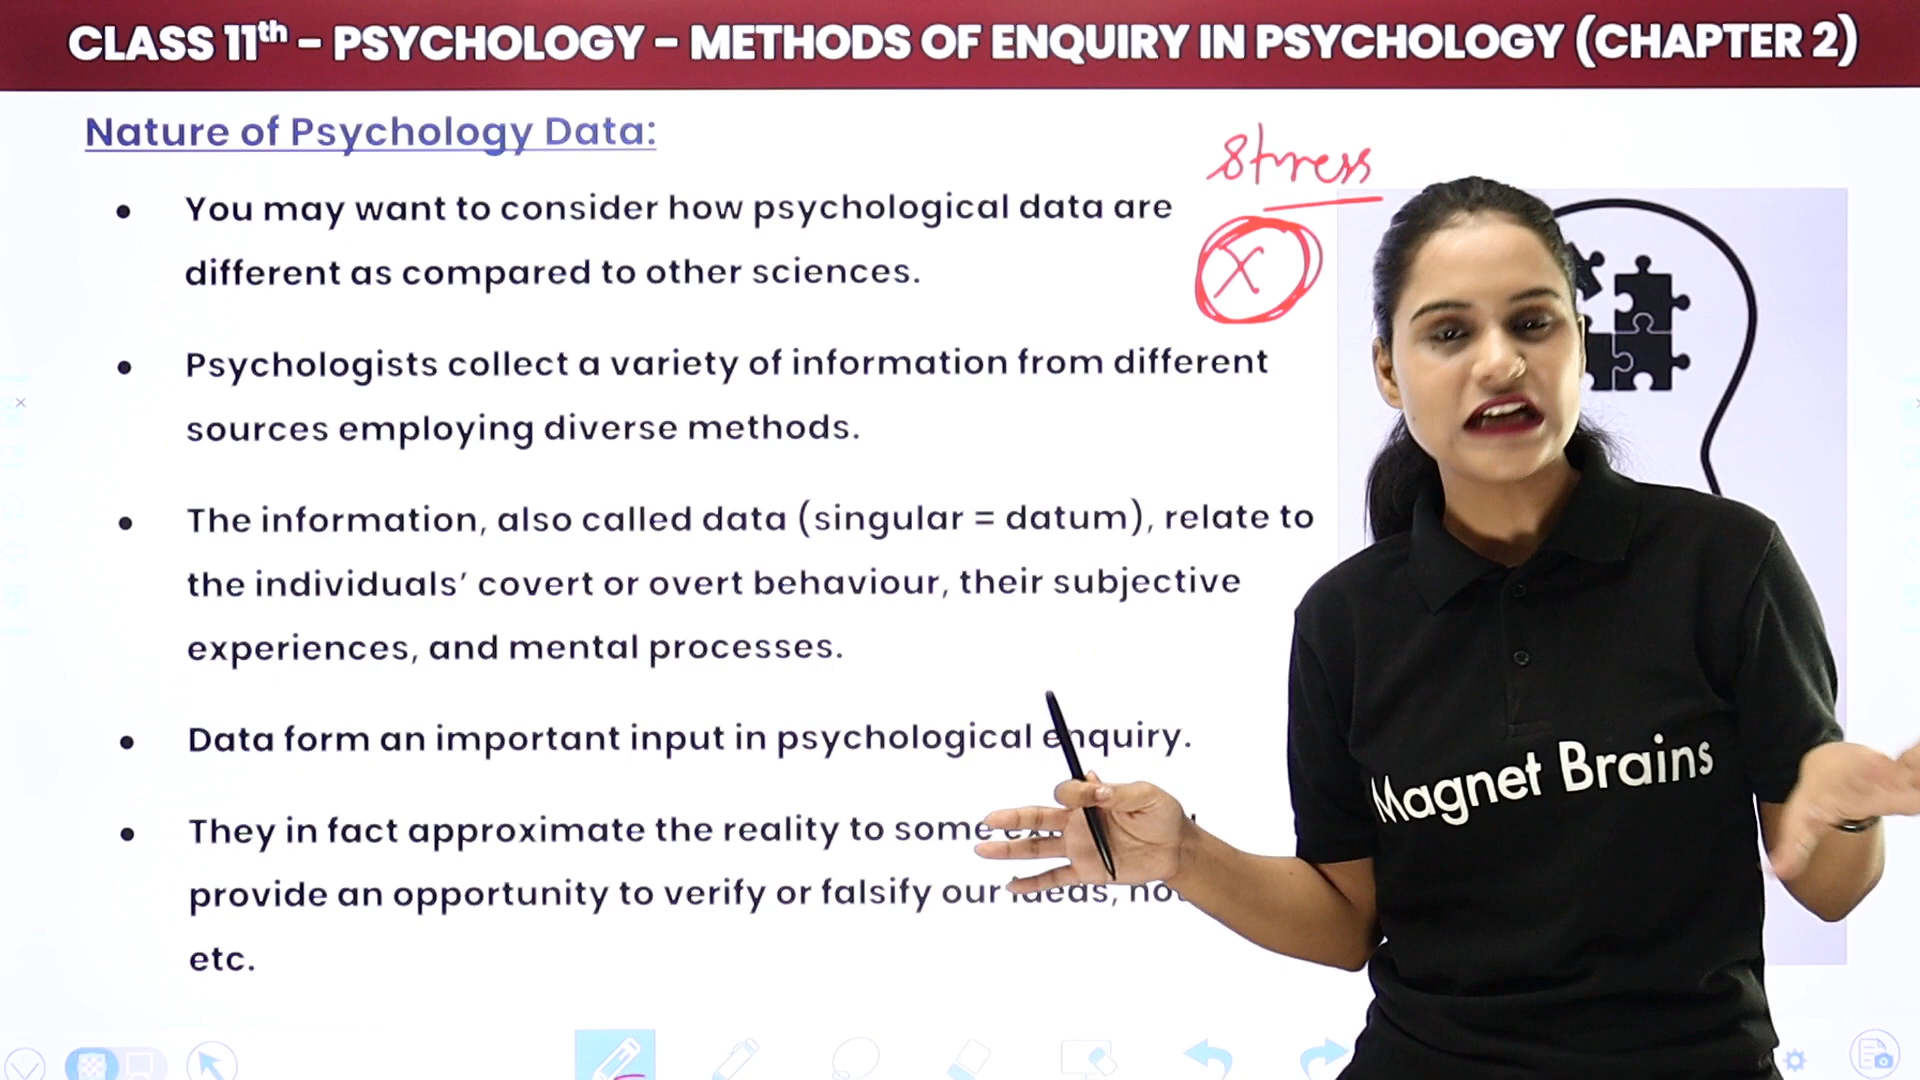 CLASS 11th – PSYCHOLOGY – METHODS OF ENQUIRY IN PSYCHOLOGY (CHAPTER 2)
Nature of Psychology Data:
stress
X
• You may want to consider how psychological data are
different as compared to other sciences.
• Psychologists collect a variety of information from different
sources employing diverse methods.
• The information, also called data (singular = datum), relate to
the individuals’ covert or overt behaviour, their subjective
experiences, and mental processes.
• Data form an important input in psychological enquiry.
• They in fact approximate the reality to some
provide an opportunity to verify or falsify our ideas,
etc.
Magnet Brains